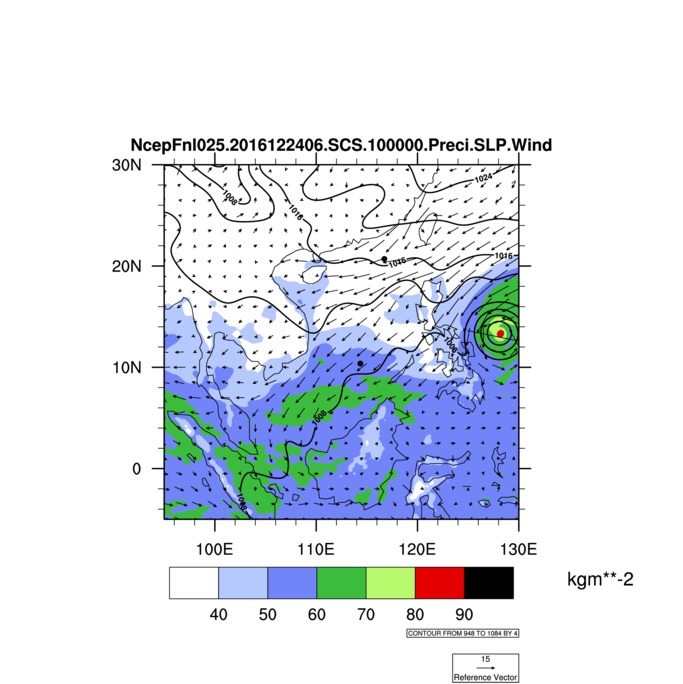 NcepFnl025.2016122406.SCS.100000.Preci.SLP.Wind
30N
1024
1008
1016
1016
1016
20N
1008
10N
1008
0
1008
100E 110E 120E 130E
kgm**-2
40 50 60 70 80 90
CONTOUR FROM 948 TO 1084 BY 4
15
Reference Vector